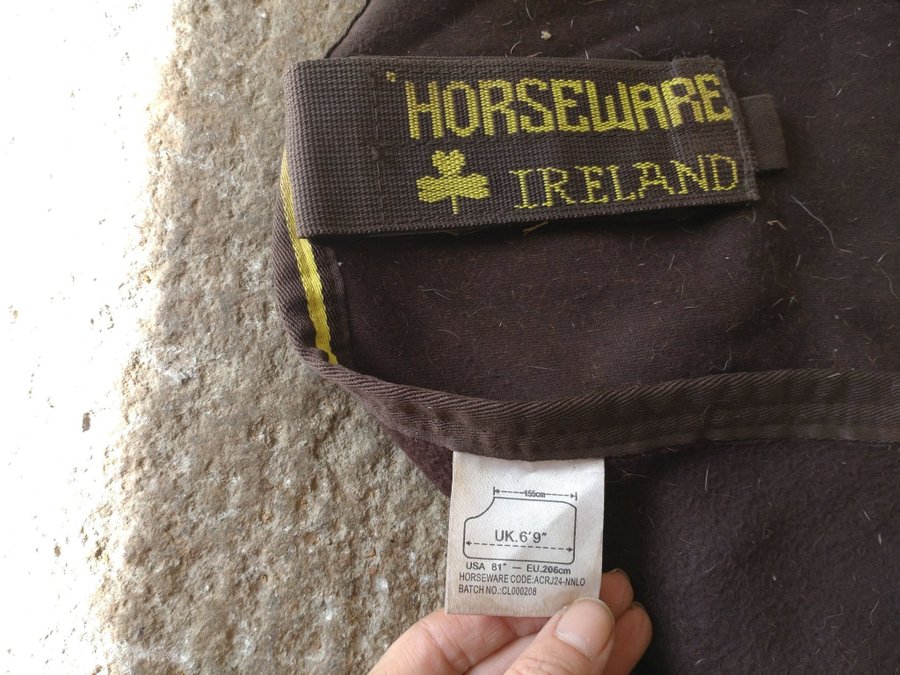 HORSEWARE
IRELAND
155cm
UK.6'9"
USA 81" — EU.206cm
HORSEWARE CODE:ACRJ24-NNLO
BATCH NO.:CL000208